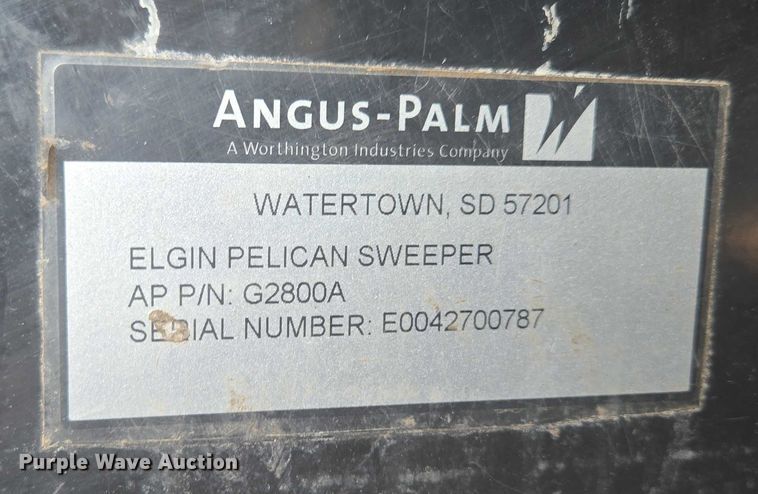 ANGUS-PALM
A Worthington Industries Company
WATERTOWN, SD 57201
ELGIN PELICAN SWEEPER
AP P/N: G2800A
SERIAL NUMBER: E0042700787
Purple Wave Auction